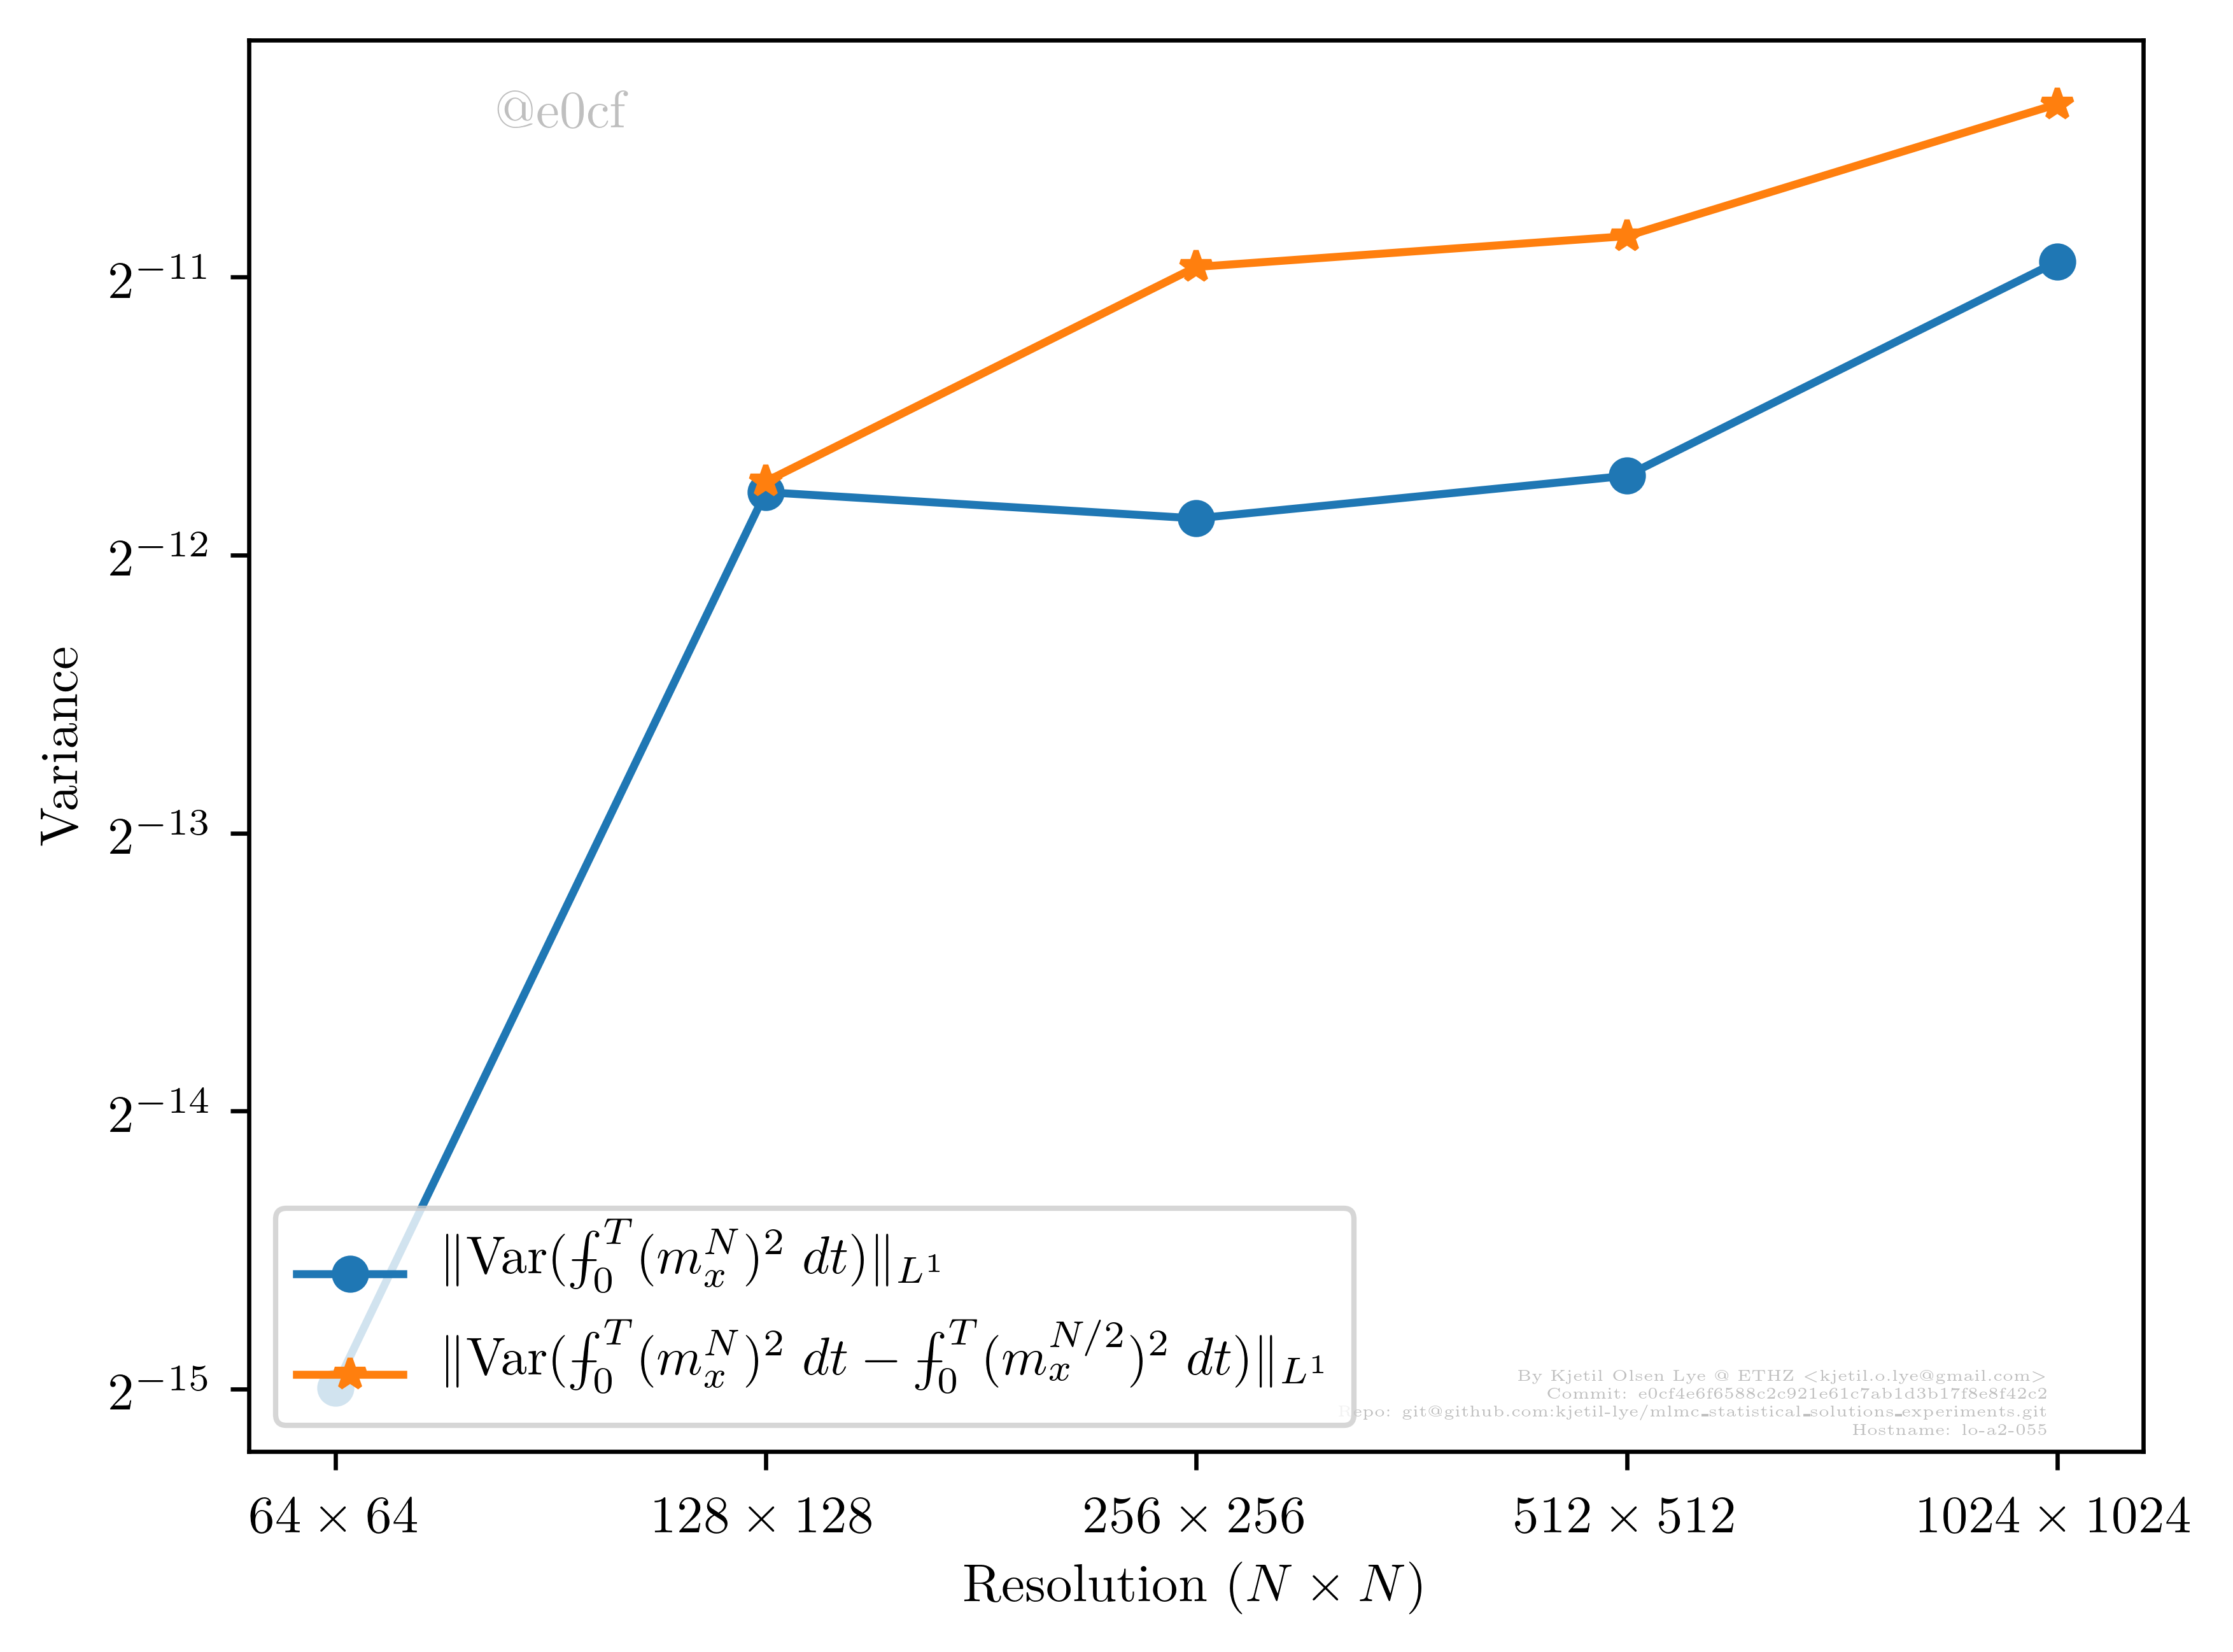 @e0cf
2^{-11}
2^{-12}
2^{-13}
2^{-14}
2^{-15}
Variance
‖Var(⨍_0^T (m_x^N)^2 dt)‖_{L^1}
‖Var(⨍_0^T (m_x^N)^2 dt − ⨍_0^T (m_x^{N/2})^2 dt)‖_{L^1}
By Kjetil Olsen Lye @ ETHZ <kjetil.o.lye@gmail.com>
Commit: e0cf4e6f6588c2c921e61c7ab1d3b17f8e8f42c2
Repo: git@github.com:kjetil-lye/mlmc_statistical_solutions_experiments.git
Hostname: lo-a2-055
64 × 64 128 × 128 256 × 256 512 × 512 1024 × 1024
Resolution (N × N)